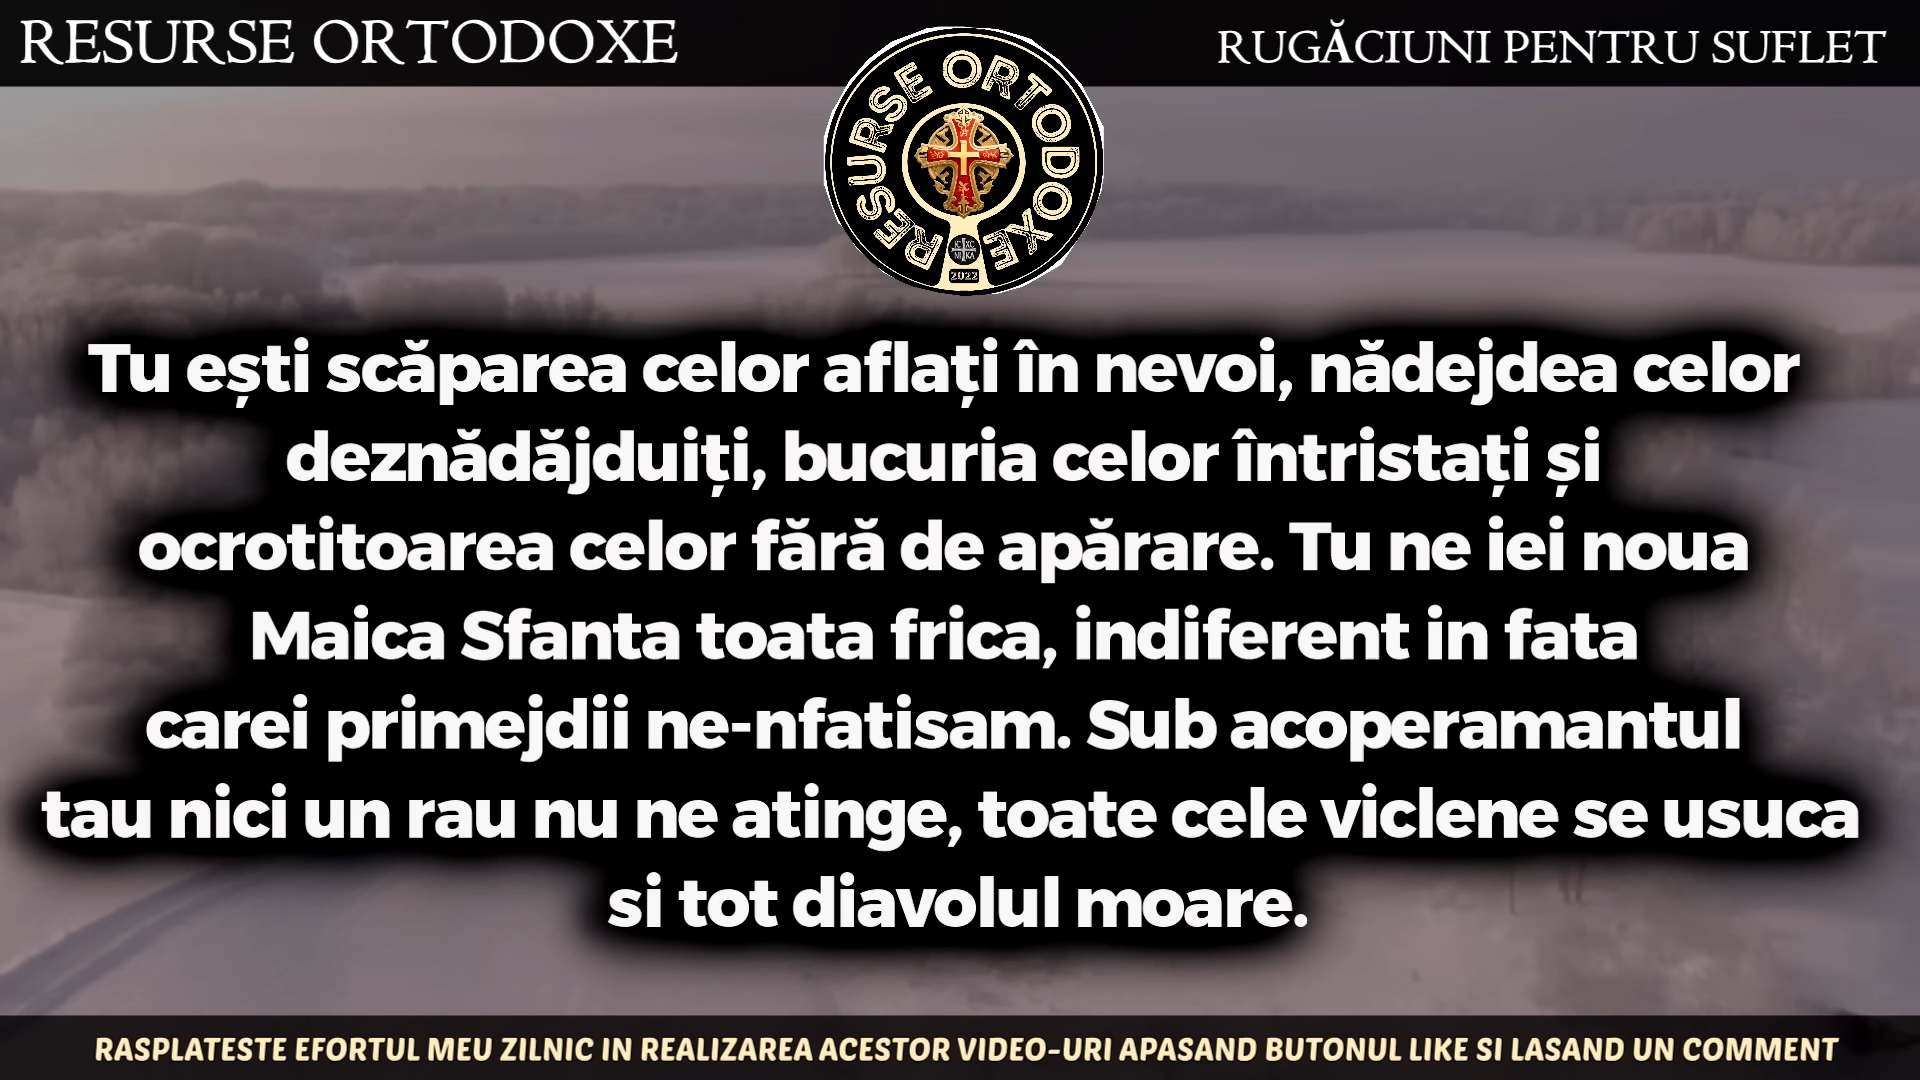 RESURSE ORTODOXE
RUGĂCIUNI PENTRU SUFLET
RESURSE ORTODOXE
IC XC
NI KA
2022
Tu ești scăparea celor aflați în nevoi, nădejdea celor
deznădăjduiți, bucuria celor întristați și
ocrotitoarea celor fără de apărare. Tu ne iei noua
Maica Sfanta toata frica, indiferent in fata
carei primejdii ne-nfatisam. Sub acoperamantul
tau nici un rau nu ne atinge, toate cele viclene se usuca
si tot diavolul moare.
RASPLATESTE EFORTUL MEU ZILNIC IN REALIZAREA ACESTOR VIDEO-URI APASAND BUTONUL LIKE SI LASAND UN COMMENT